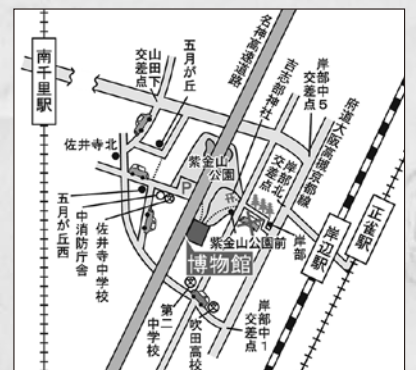 南千里駅
山田下
交差点
五月が丘
名神高速道路
吉志部神社
岸部中5
交差点
府道大阪高槻京都線
岸部北
交差点
正雀駅
岸辺駅
佐井寺北
紫金山
公園
P
五月が丘西
中消防庁舎
佐井寺中学校
紫金山公園前
岸部
博物館
第二
中学校
吹田高校
岸部中1
交差点